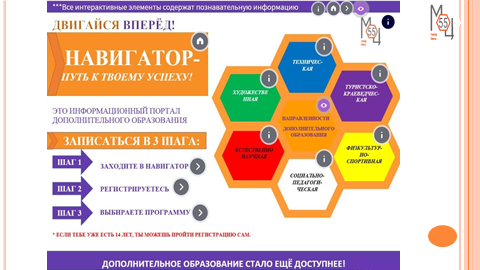 ***Все интерактивные элементы содержат познавательную информацию
ДВИГАЙСЯ ВПЕРЁД!
НАВИГАТОР-
ПУТЬ К ТВОЕМУ УСПЕХУ!
ЭТО ИНФОРМАЦИОННЫЙ ПОРТАЛ
ДОПОЛНИТЕЛЬНОГО ОБРАЗОВАНИЯ
ЗАПИСАТЬСЯ В 3 ШАГА:
ШАГ 1
ЗАХОДИТЕ В НАВИГАТОР
ШАГ 2
РЕГИСТРИРУЕТЕСЬ
ШАГ 3
ВЫБИРАЕТЕ ПРОГРАММУ
* ЕСЛИ ТЕБЕ УЖЕ ЕСТЬ 14 ЛЕТ, ТЫ МОЖЕШЬ ПРОЙТИ РЕГИСТРАЦИЮ САМ.
ТЕХНИЧЕС-
КАЯ
ХУДОЖЕСТВЕ
ННАЯ
ТУРИСТСКО-
КРАЕВЕДЧЕС-
КАЯ
НАПРАВЛЕННОСТИ
ДОПОЛНИТЕЛЬНОГО
ОБРАЗОВАНИЯ
ЕСТЕСТВЕННО
НАУЧНАЯ
ФИЗКУЛЬТУР-
НО-
СПОРТИВНАЯ
СОЦИАЛЬНО-
ПЕДАГОГИ-
ЧЕСКАЯ
ДОПОЛНИТЕЛЬНОЕ ОБРАЗОВАНИЕ СТАЛО ЕЩЁ ДОСТУПНЕЕ!
М
55
Ц